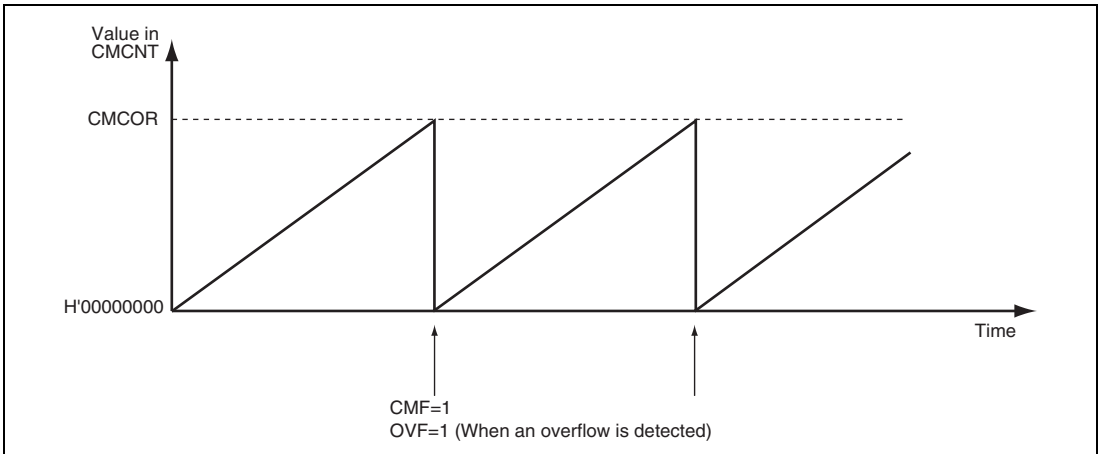 Value in
CMCNT
CMCOR
H'00000000
Time
CMF=1
OVF=1 (When an overflow is detected)